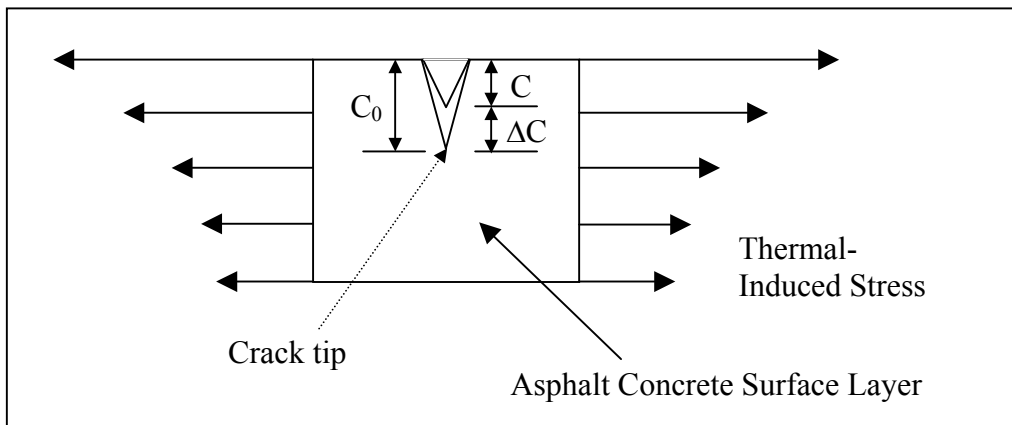 C
C₀
ΔC
Thermal-
Induced Stress
Crack tip
Asphalt Concrete Surface Layer